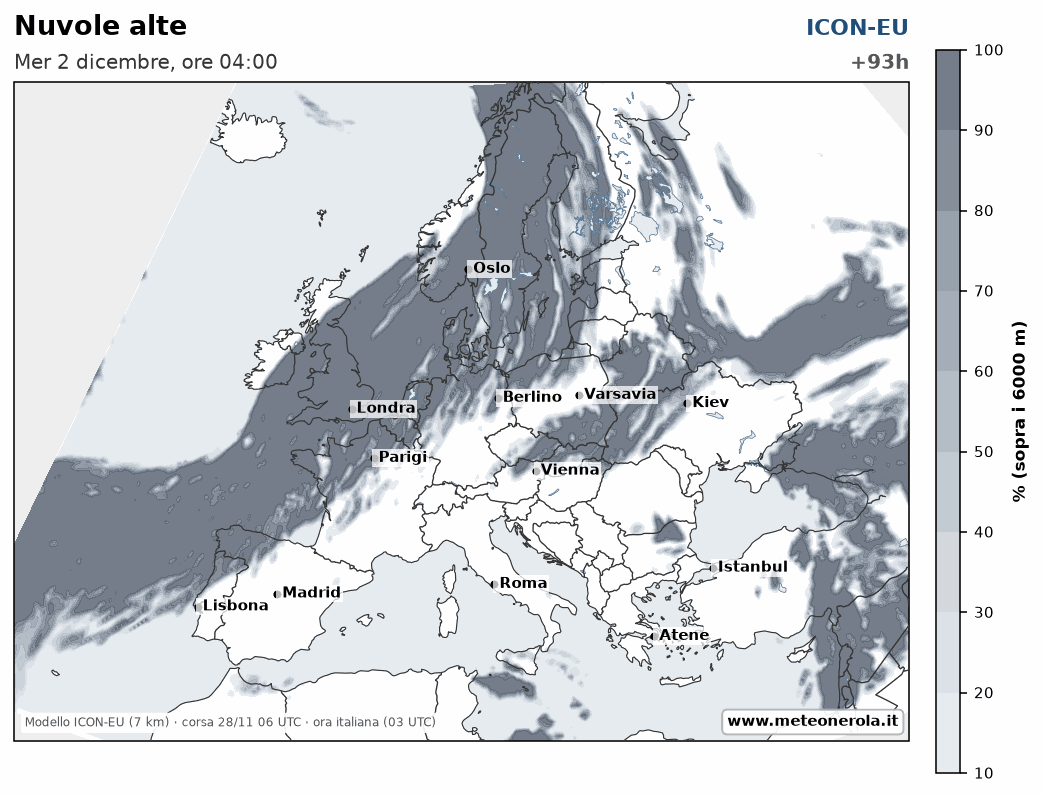 Nuvole alte
ICON-EU
Mer 2 dicembre, ore 04:00
+93h
100
90
80
70
60
50
40
30
20
10
% (sopra i 6000 m)
Oslo
Berlino
Varsavia
Kiev
Londra
Parigi
Vienna
Istanbul
Roma
Madrid
Lisbona
Atene
Modello ICON-EU (7 km) · corsa 28/11 06 UTC · ora italiana (03 UTC)
www.meteonerola.it